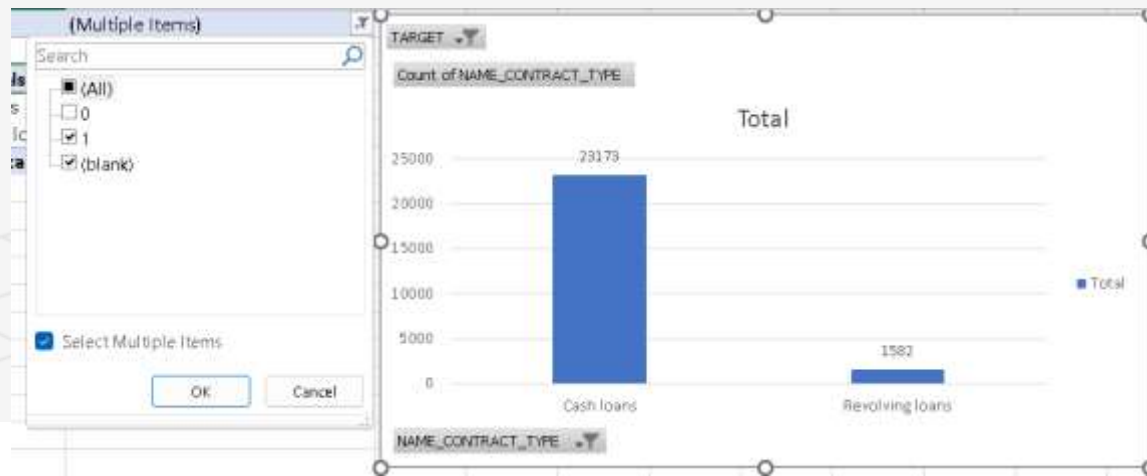 (Multiple Items)
Search
(All)
0
1
(blank)
Select Multiple Items
OK
Cancel
TARGET
Count of NAME_CONTRACT_TYPE
Total
25000
20000
15000
10000
5000
0
23173
1582
Cash loans
Revolving loans
Total
NAME_CONTRACT_TYPE